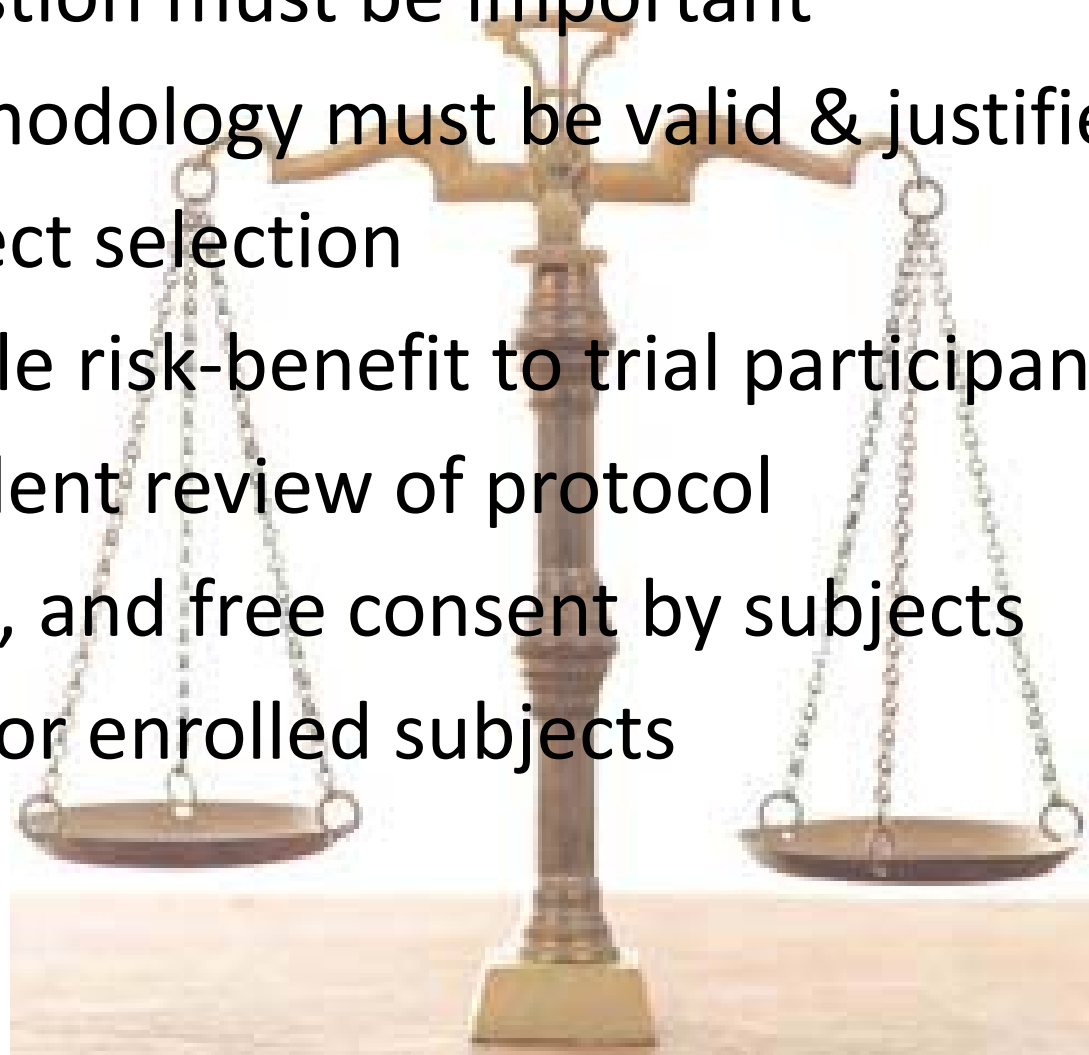 stion must be important
hodology must be valid & justifie
ect selection
le risk-benefit to trial participan
lent review of protocol
, and free consent by subjects
or enrolled subjects